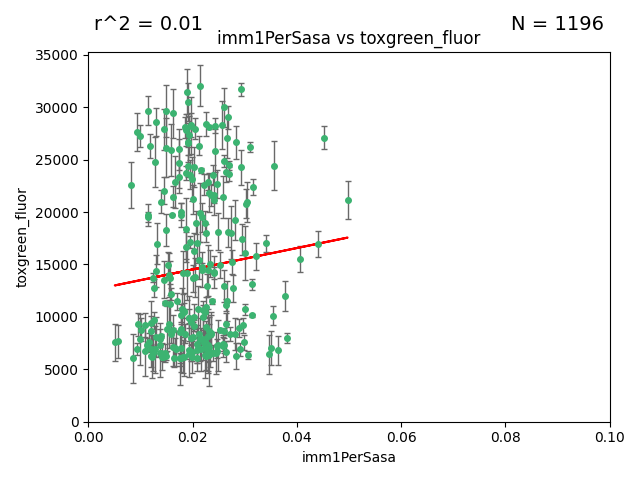 r^2 = 0.01
N = 1196
imm1PerSasa vs toxgreen_fluor
35000
30000
25000
20000
15000
10000
5000
0
toxgreen_fluor
0.00
0.02
0.04
0.06
0.08
0.10
imm1PerSasa